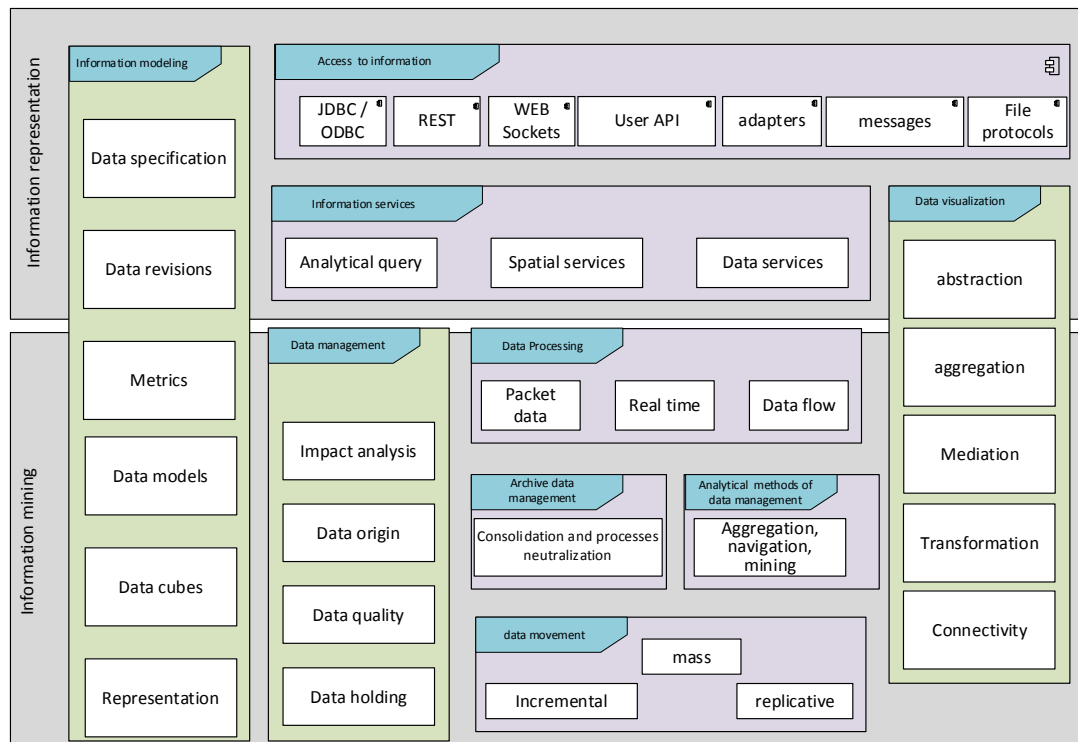 Information representation
Information modeling
Data specification
Data revisions
Metrics
Data models
Data cubes
Representation
Access to information
JDBC /
ODBC
REST
WEB
Sockets
User API
adapters
messages
File
protocols
Information services
Analytical query
Spatial services
Data services
Data visualization
abstraction
aggregation
Mediation
Transformation
Connectivity
Information mining
Data management
Impact analysis
Data origin
Data quality
Data holding
Data Processing
Packet
data
Real time
Data flow
Archive data
management
Consolidation and processes
neutralization
Analytical methods of
data management
Aggregation,
navigation,
mining
data movement
mass
Incremental
replicative